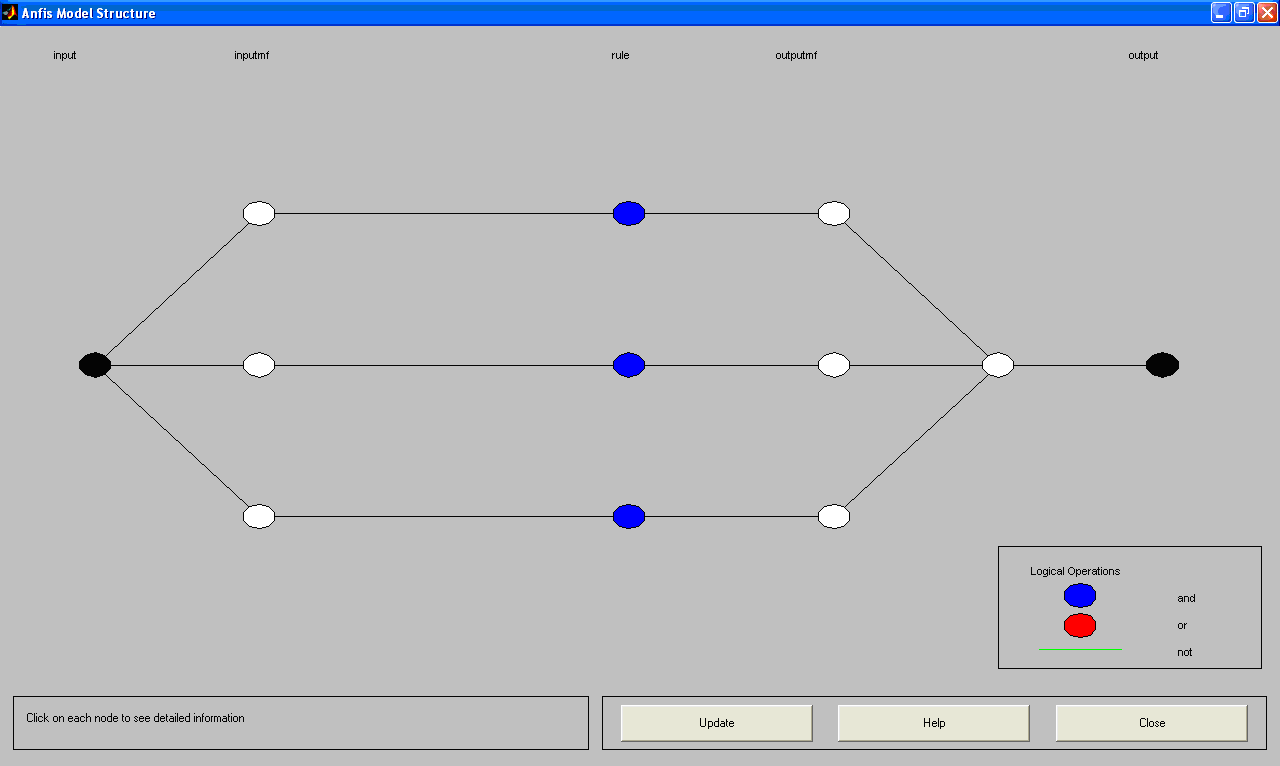 Anfis Model Structure
input inputmf rule outputmf output
Logical Operations
and
or
not
Click on each node to see detailed information
Update Help Close